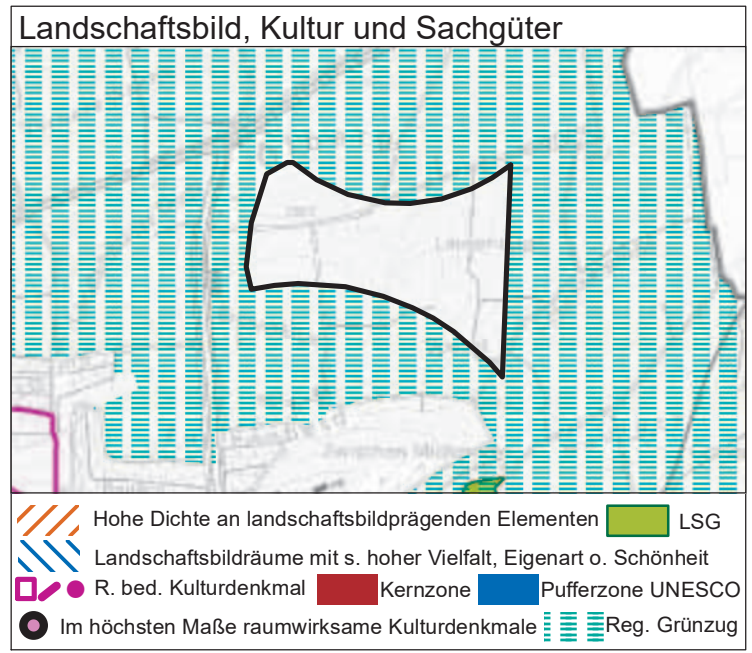 Landschaftsbild, Kultur und Sachgüter
Hohe Dichte an landschaftsbildprägenden Elementen LSG
Landschaftsbildräume mit s. hoher Vielfalt, Eigenart o. Schönheit
R. bed. Kulturdenkmal Kernzone Pufferzone UNESCO
Im höchsten Maße raumwirksame Kulturdenkmale Reg. Grünzug